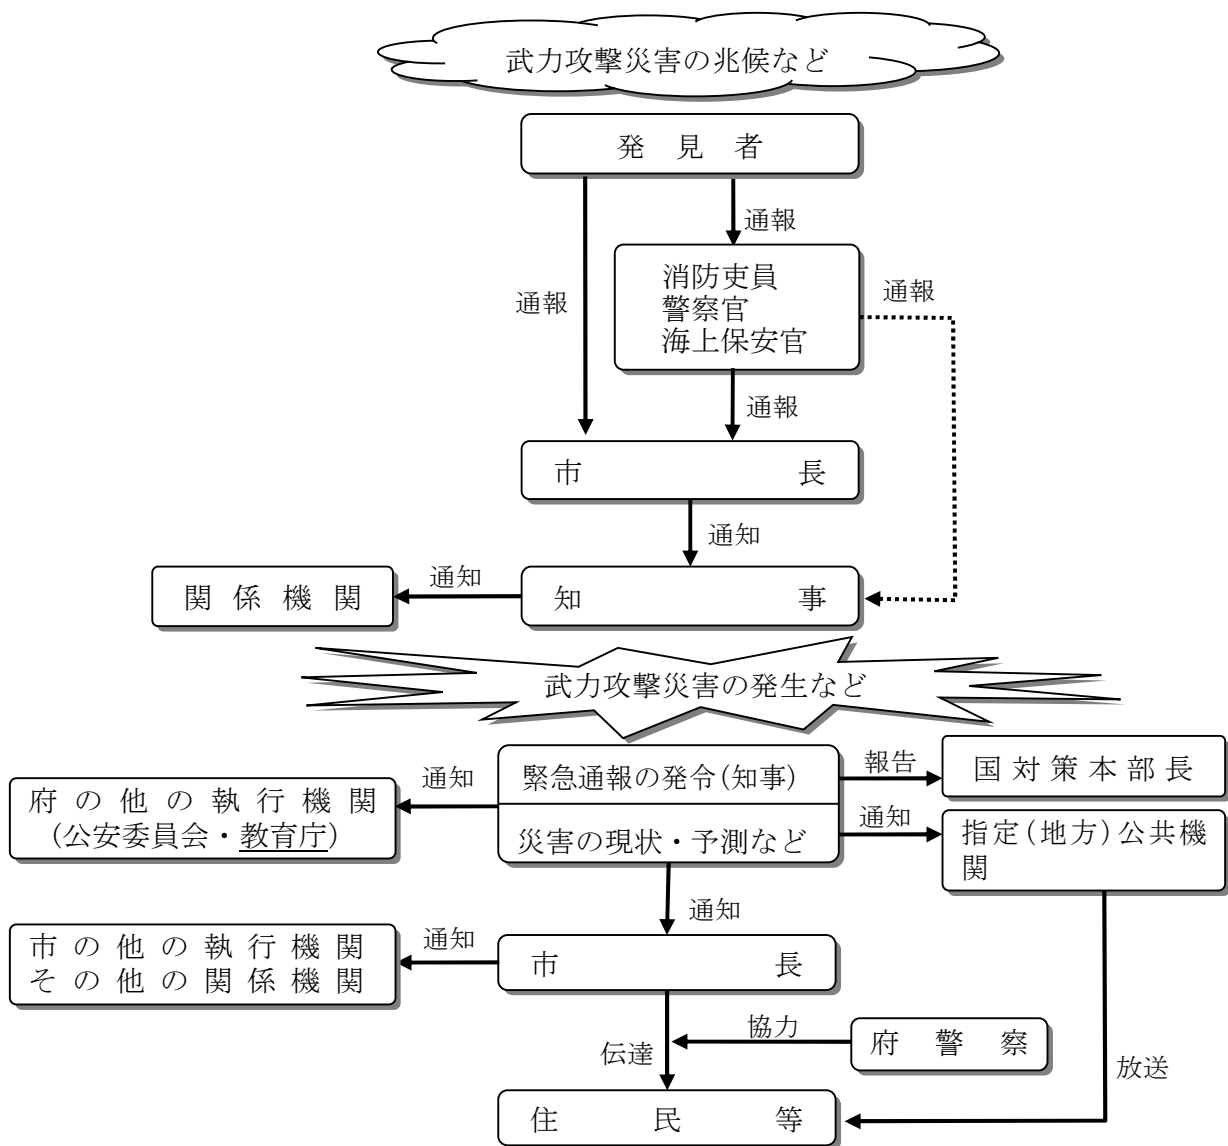 武力攻撃災害の兆候など
発見者
通報
消防吏員
警察官
海上保安官
通報
通報
通報
市長
通知
関係機関
通知
知事
武力攻撃災害の発生など
緊急通報の発令(知事)
災害の現状・予測など
報告
国対策本部長
通知
府の他の執行機関
(公安委員会・教育庁)
通知
指定(地方)公共機
関
通知
市の他の執行機関
その他の関係機関
通知
市長
協力
府警察
伝達
放送
住民等